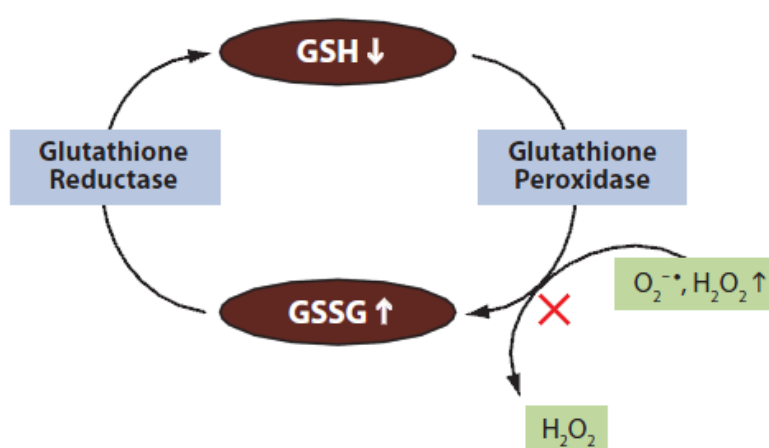 GSH ↓
Glutathione
Reductase
Glutathione
Peroxidase
GSSG ↑
O₂⁻•, H₂O₂ ↑
H₂O₂